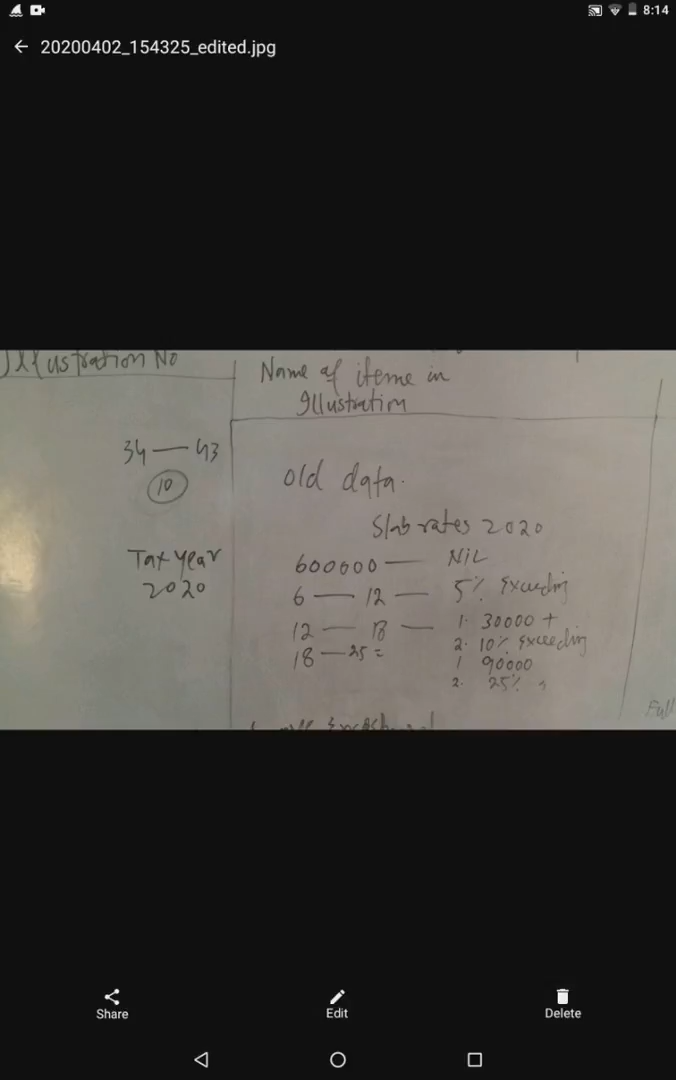 8:14
20200402_154325_edited.jpg
Illustration No
Name of iteme in
Illustration
34 — 43
10
old data.
Slab rates 2020
Tax year
2020
600000 — NiL
6 — 12 — 5% Exceeding
12 — 18 — 1. 30000 +
2. 10% Exceeding
18 — 25 = 1 90000
2. 25%
Full
Share
Edit
Delete